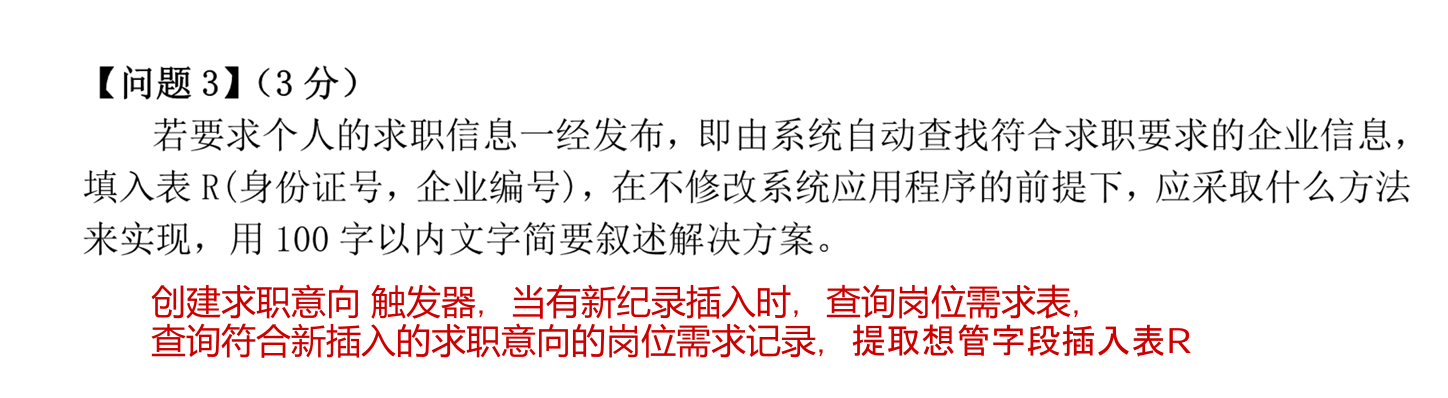 【问题 3】（3 分）
若要求个人的求职信息一经发布，即由系统自动查找符合求职要求的企业信息，
填入表 R(身份证号，企业编号)，在不修改系统应用程序的前提下，应采取什么方法
来实现，用 100 字以内文字简要叙述解决方案。
创建求职意向 触发器，当有新纪录插入时，查询岗位需求表，
查询符合新插入的求职意向的岗位需求记录，提取想管字段插入表R